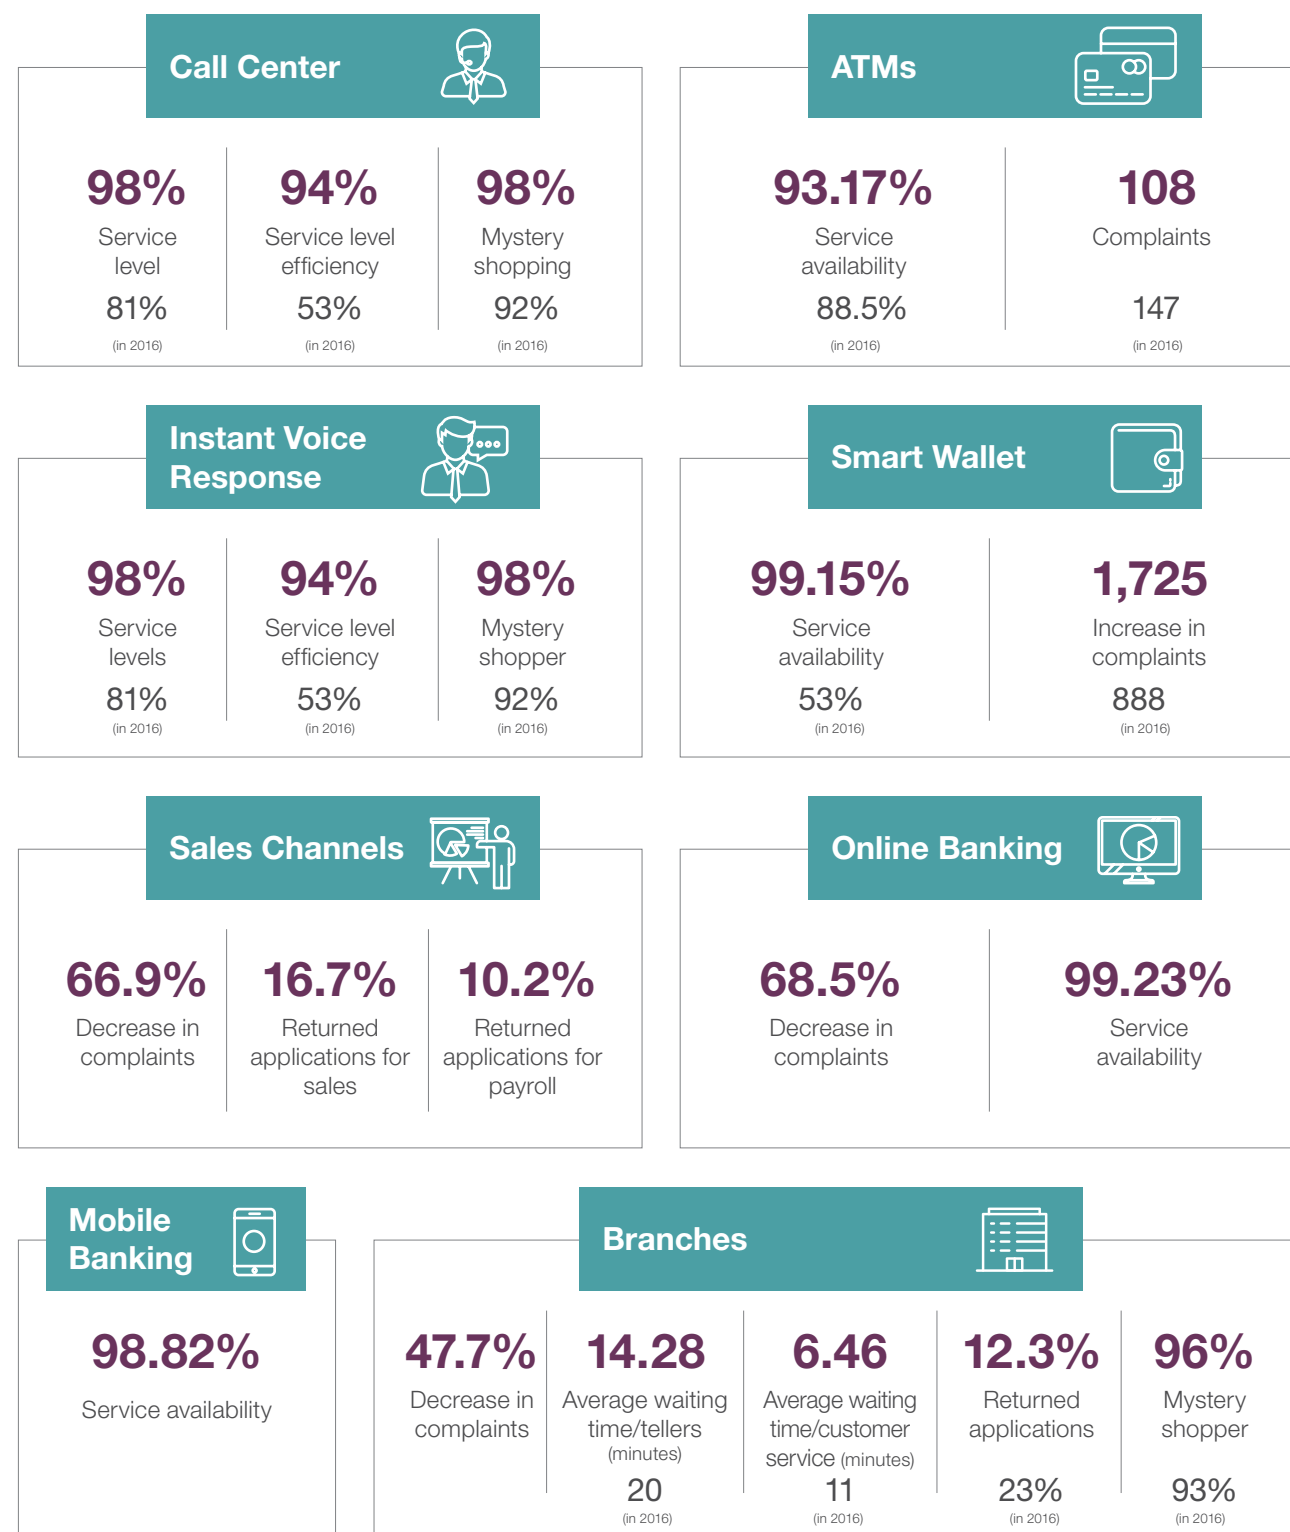 Call Center
98%
Service
level
81%
(in 2016)
94%
Service level
efficiency
53%
(in 2016)
98%
Mystery
shopping
92%
(in 2016)
ATMs
93.17%
Service
availability
88.5%
(in 2016)
108
Complaints
147
(in 2016)
Instant Voice
Response
98%
Service
levels
81%
(in 2016)
94%
Service level
efficiency
53%
(in 2016)
98%
Mystery
shopper
92%
(in 2016)
Smart Wallet
99.15%
Service
availability
53%
(in 2016)
1,725
Increase in
complaints
888
(in 2016)
Sales Channels
66.9%
Decrease in
complaints
16.7%
Returned
applications for
sales
10.2%
Returned
applications for
payroll
Online Banking
68.5%
Decrease in
complaints
99.23%
Service
availability
Mobile
Banking
98.82%
Service availability
Branches
47.7%
Decrease in
complaints
14.28
Average waiting
time/tellers
(minutes)
20
(in 2016)
6.46
Average waiting
time/customer
service (minutes)
11
(in 2016)
12.3%
Returned
applications
23%
(in 2016)
96%
Mystery
shopper
93%
(in 2016)